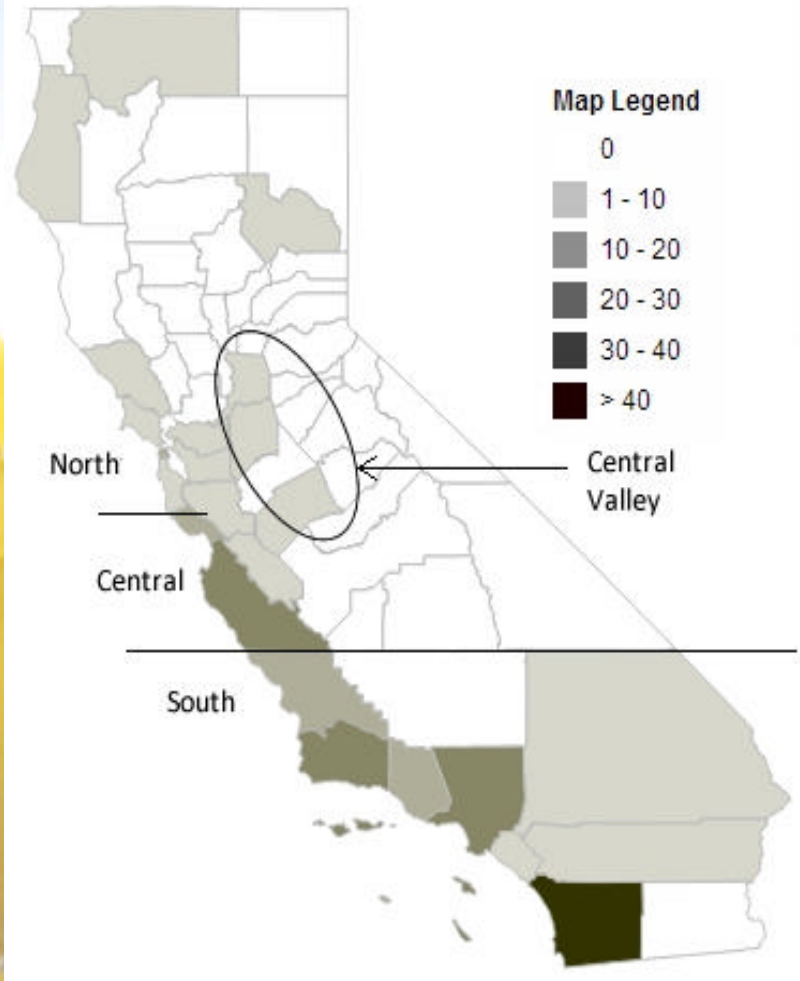 Map Legend
0
1 - 10
10 - 20
20 - 30
30 - 40
> 40
North
Central
Valley
Central
South